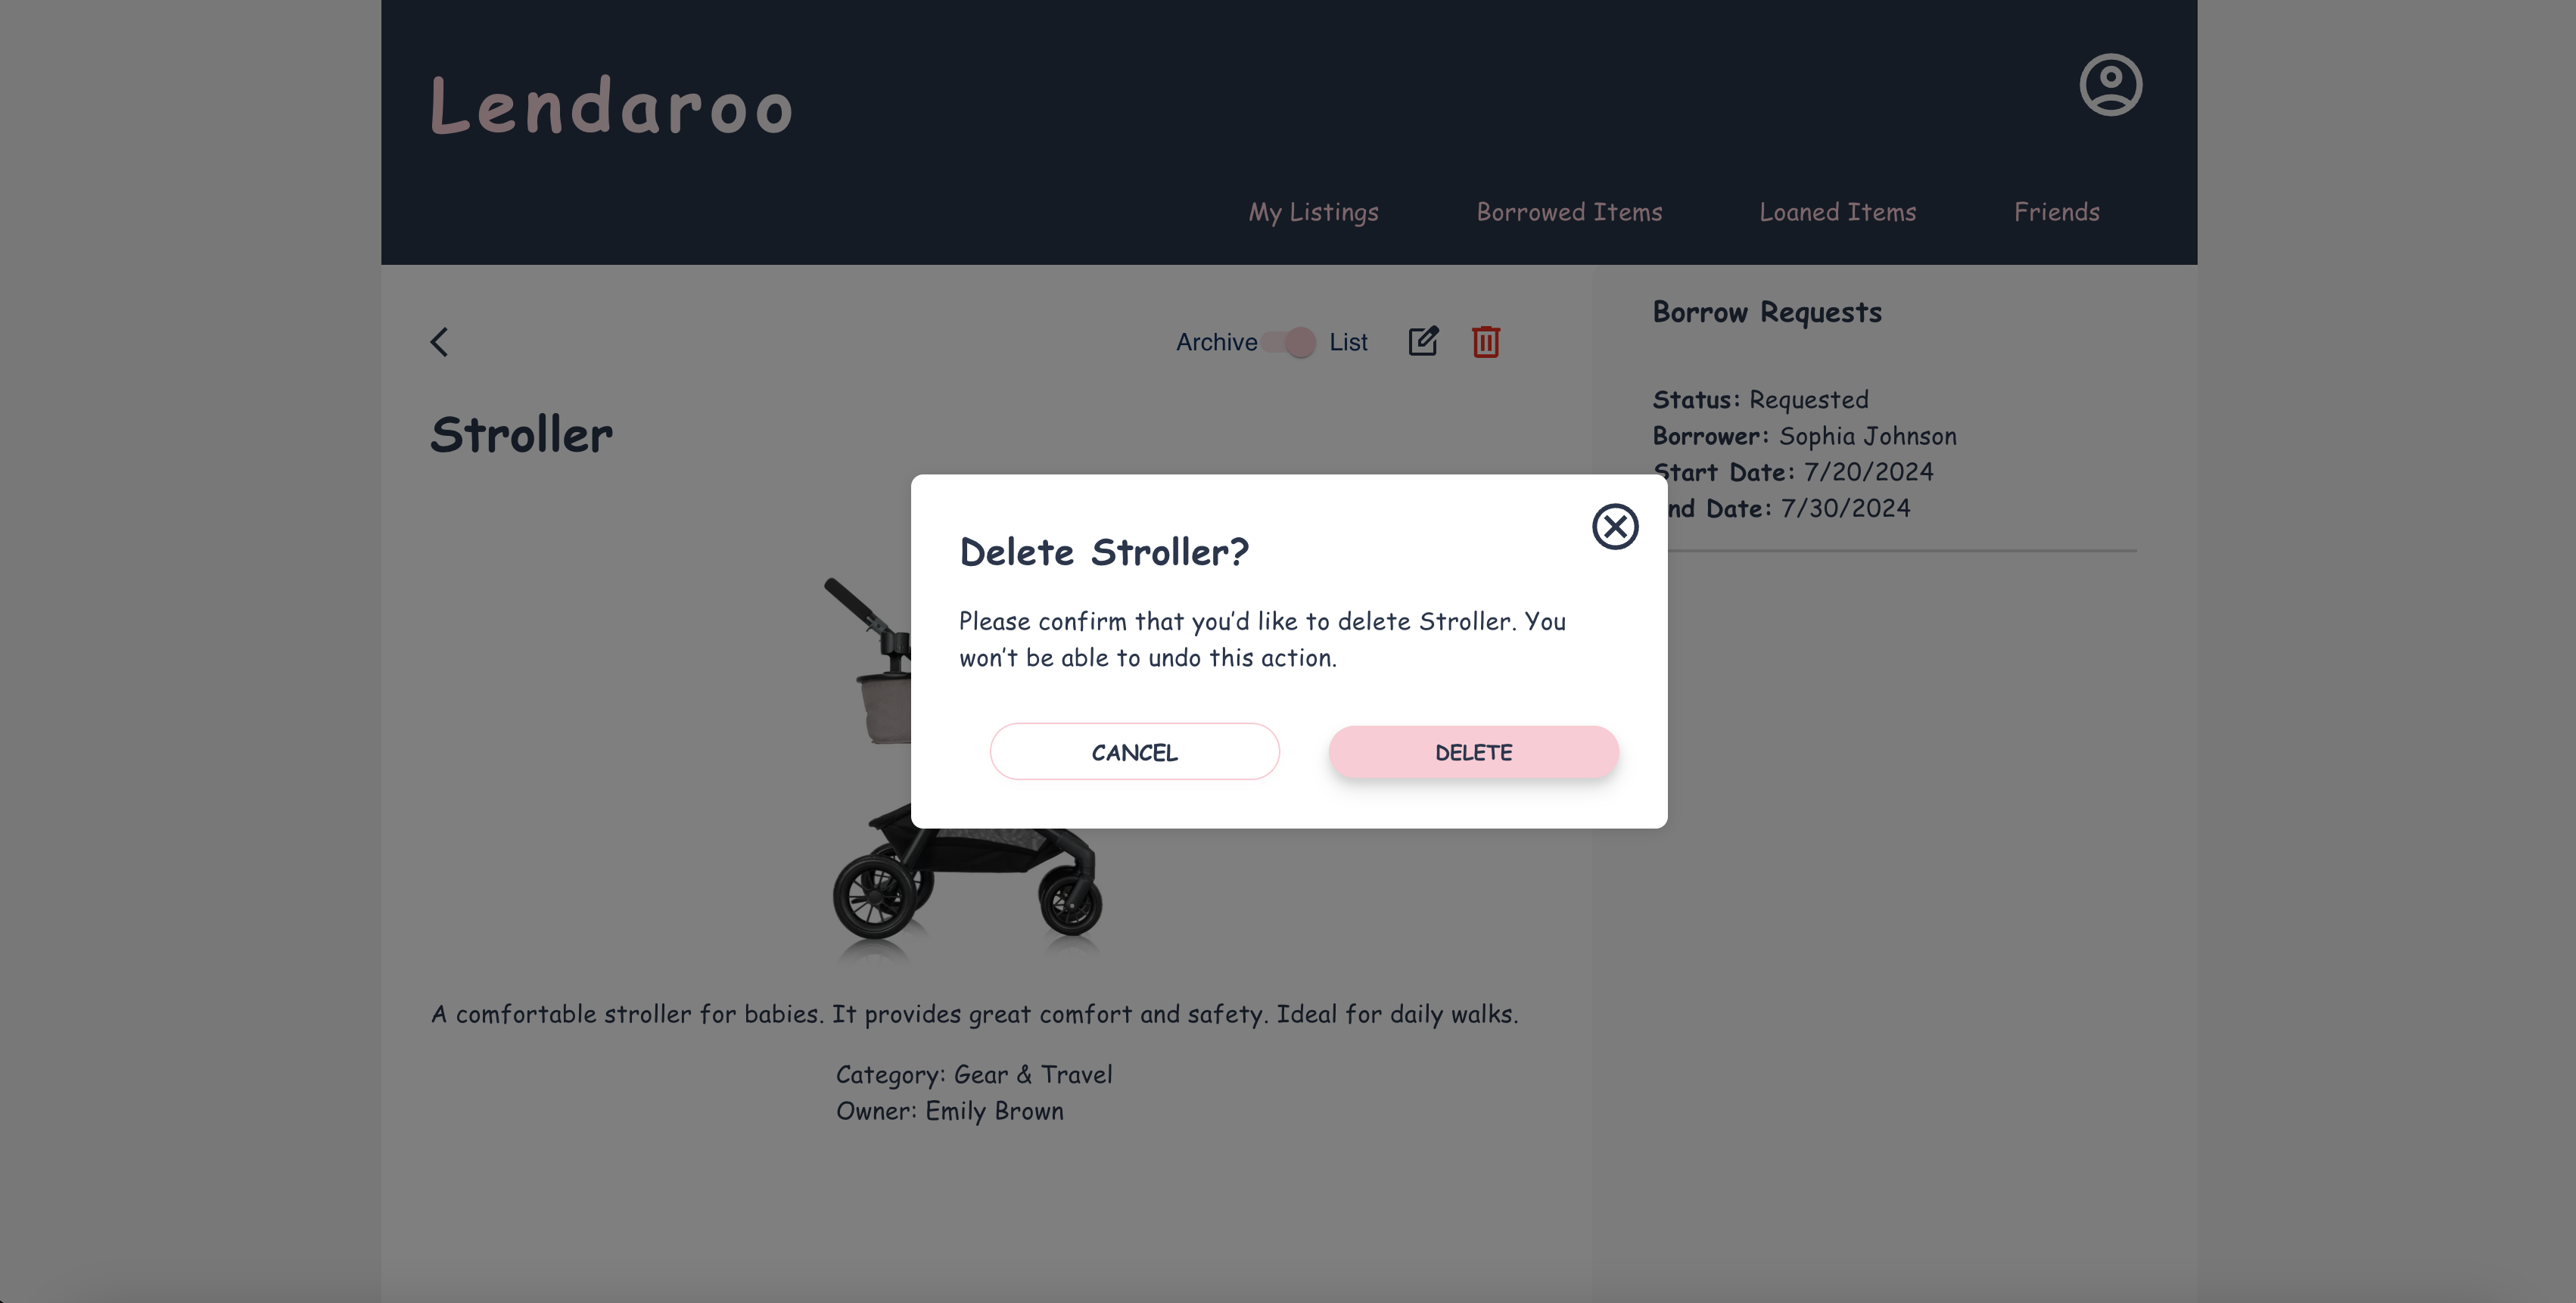 Lendaroo
My Listings Borrowed Items Loaned Items Friends
Archive List
Stroller
Borrow Requests
Status: Requested
Borrower: Sophia Johnson
Start Date: 7/20/2024
nd Date: 7/30/2024
Delete Stroller?
Please confirm that you'd like to delete Stroller. You
won't be able to undo this action.
CANCEL DELETE
A comfortable stroller for babies. It provides great comfort and safety. Ideal for daily walks.
Category: Gear & Travel
Owner: Emily Brown